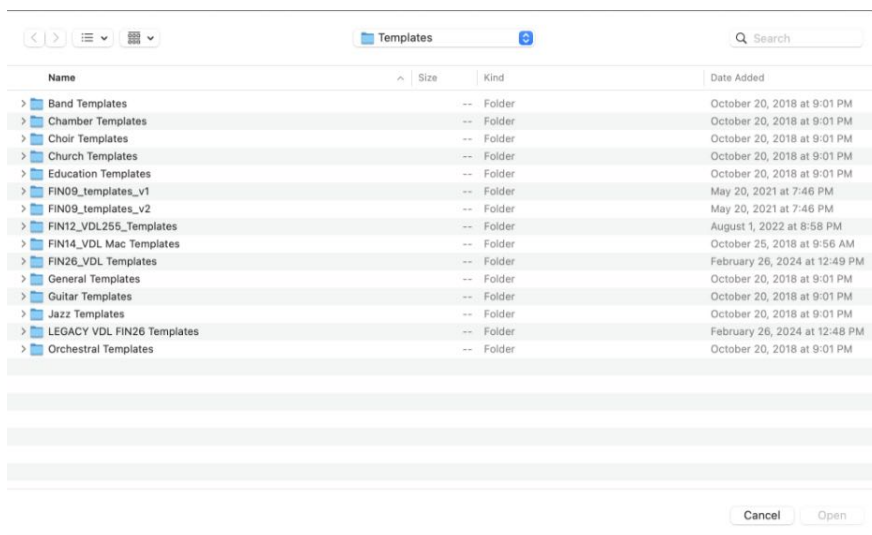 Templates
Search
Name Size Kind Date Added
Band Templates -- Folder October 20, 2018 at 9:01 PM
Chamber Templates -- Folder October 20, 2018 at 9:01 PM
Choir Templates -- Folder October 20, 2018 at 9:01 PM
Church Templates -- Folder October 20, 2018 at 9:01 PM
Education Templates -- Folder October 20, 2018 at 9:01 PM
FIN09_templates_v1 -- Folder May 20, 2021 at 7:46 PM
FIN09_templates_v2 -- Folder May 20, 2021 at 7:46 PM
FIN12_VDL255_Templates -- Folder August 1, 2022 at 8:58 PM
FIN14_VDL Mac Templates -- Folder October 25, 2018 at 9:56 AM
FIN26_VDL Templates -- Folder February 26, 2024 at 12:49 PM
General Templates -- Folder October 20, 2018 at 9:01 PM
Guitar Templates -- Folder October 20, 2018 at 9:01 PM
Jazz Templates -- Folder October 20, 2018 at 9:01 PM
LEGACY VDL FIN26 Templates -- Folder February 26, 2024 at 12:48 PM
Orchestral Templates -- Folder October 20, 2018 at 9:01 PM
Cancel Open